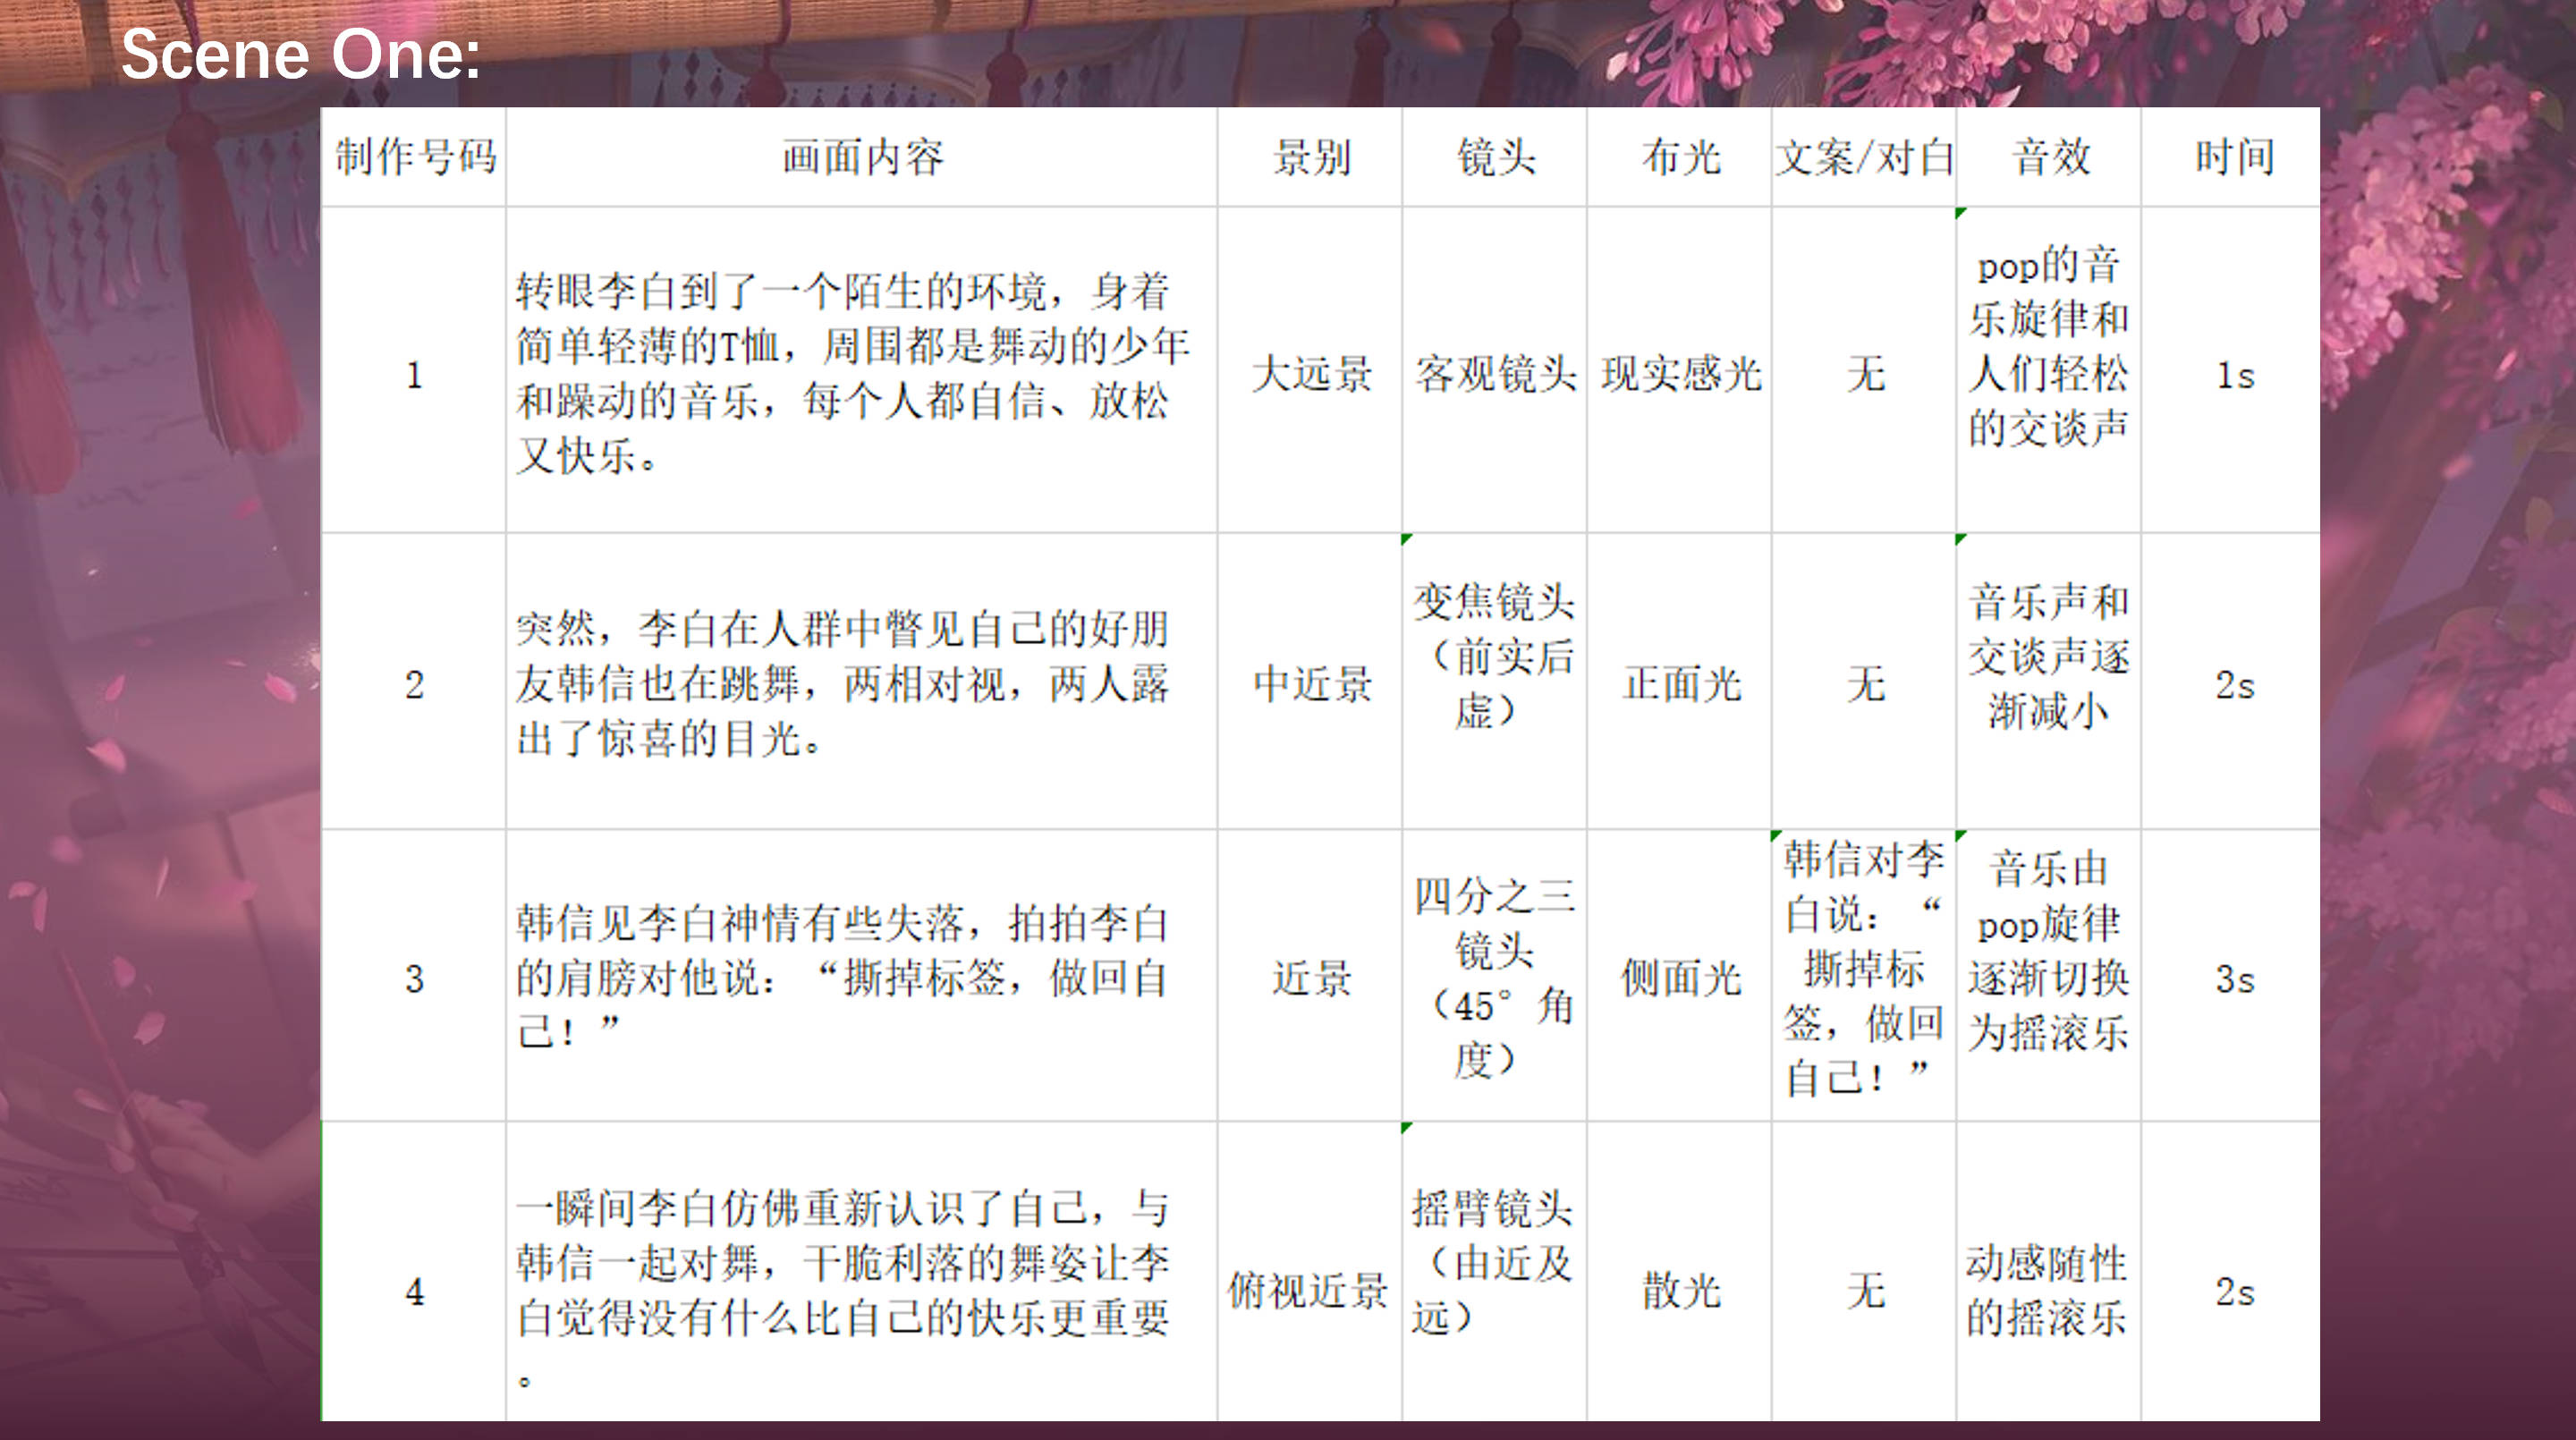 Scene One:
制作号码 画面内容 景别 镜头 布光 文案/对白 音效 时间
1
转眼李白到了一个陌生的环境，身着
简单轻薄的T恤，周围都是舞动的少年
和躁动的音乐，每个人都自信、放松
又快乐。
大远景
客观镜头
现实感光
无
pop的音
乐旋律和
人们轻松
的交谈声
1s
2
突然，李白在人群中瞥见自己的好朋
友韩信也在跳舞，两相对视，两人露
出了惊喜的目光。
中近景
变焦镜头
（前实后
虚）
正面光
无
音乐声和
交谈声逐
渐减小
2s
3
韩信见李白神情有些失落，拍拍李白
的肩膀对他说：“撕掉标签，做回自
己！”
近景
四分之三
镜头
（45°角
度）
侧面光
韩信对李
白说：“
撕掉标
签，做回
自己！”
音乐由
pop旋律
逐渐切换
为摇滚乐
3s
4
一瞬间李白仿佛重新认识了自己，与
韩信一起对舞，干脆利落的舞姿让李
白觉得没有什么比自己的快乐更重要
。
俯视近景
摇臂镜头
（由近及
远）
散光
无
动感随性
的摇滚乐
2s